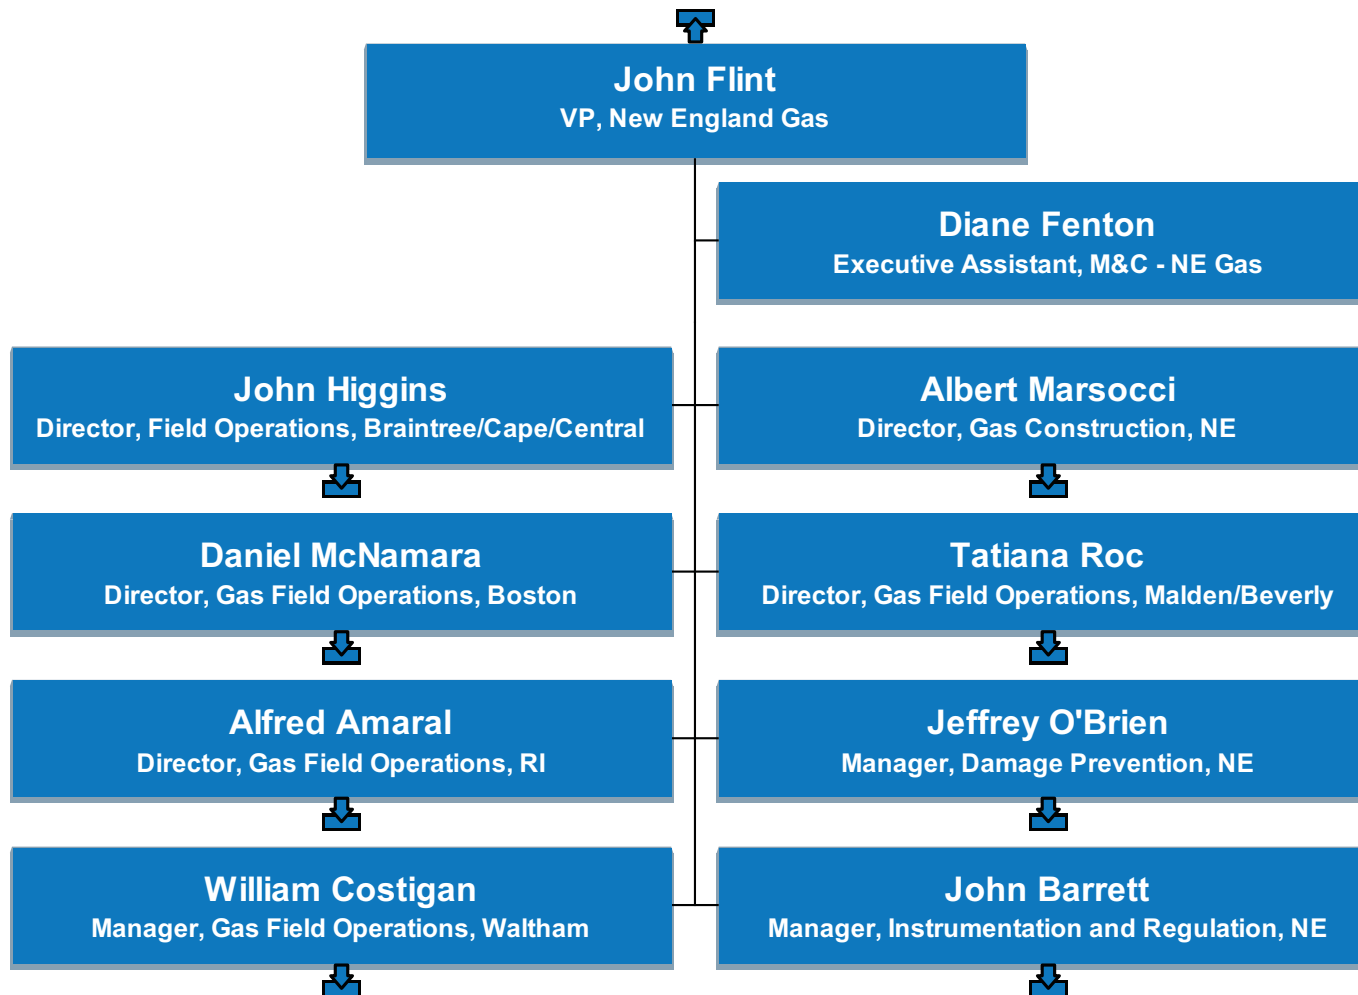 John Flint
VP, New England Gas
Diane Fenton
Executive Assistant, M&C - NE Gas
John Higgins
Director, Field Operations, Braintree/Cape/Central
Albert Marsocci
Director, Gas Construction, NE
Daniel McNamara
Director, Gas Field Operations, Boston
Tatiana Roc
Director, Gas Field Operations, Malden/Beverly
Alfred Amaral
Director, Gas Field Operations, RI
Jeffrey O'Brien
Manager, Damage Prevention, NE
William Costigan
Manager, Gas Field Operations, Waltham
John Barrett
Manager, Instrumentation and Regulation, NE